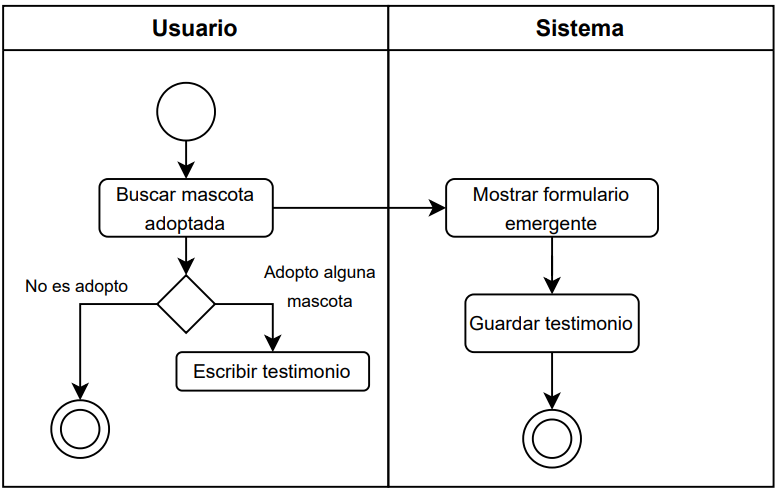 Usuario
Sistema
Buscar mascota
adoptada
Mostrar formulario
emergente
No es adopto
Adopto alguna
mascota
Guardar testimonio
Escribir testimonio